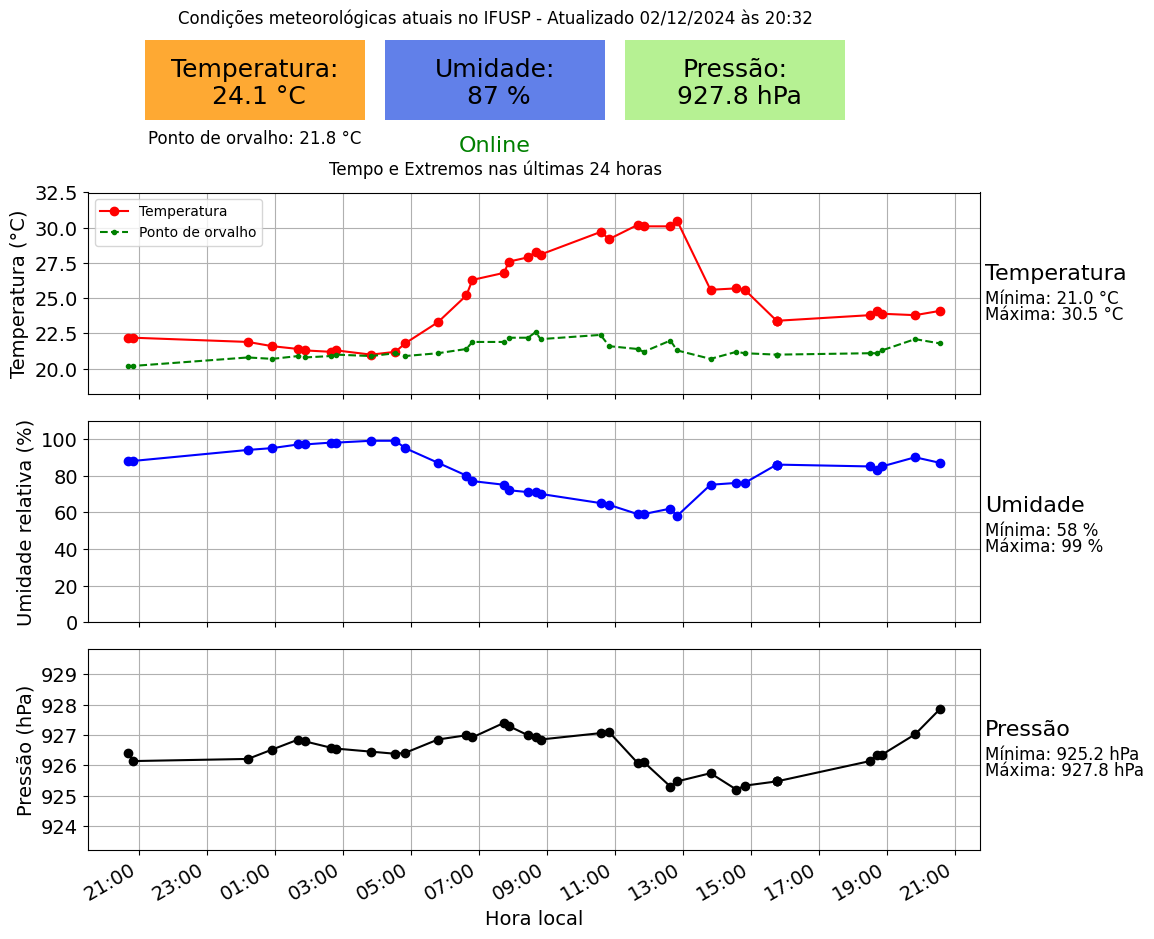 Condições meteorológicas atuais no IFUSP - Atualizado 02/12/2024 às 20:32
Temperatura:
24.1 °C
Umidade:
87 %
Pressão:
927.8 hPa
Ponto de orvalho: 21.8 °C
Online
Tempo e Extremos nas últimas 24 horas
Temperatura (°C)
32.5
30.0
27.5
25.0
22.5
20.0
Temperatura
Ponto de orvalho
Temperatura
Mínima: 21.0 °C
Máxima: 30.5 °C
Umidade relativa (%)
100
80
60
40
20
0
Umidade
Mínima: 58 %
Máxima: 99 %
Pressão (hPa)
929
928
927
926
925
924
Pressão
Mínima: 925.2 hPa
Máxima: 927.8 hPa
21:00 23:00 01:00 03:00 05:00 07:00 09:00 11:00 13:00 15:00 17:00 19:00 21:00
Hora local